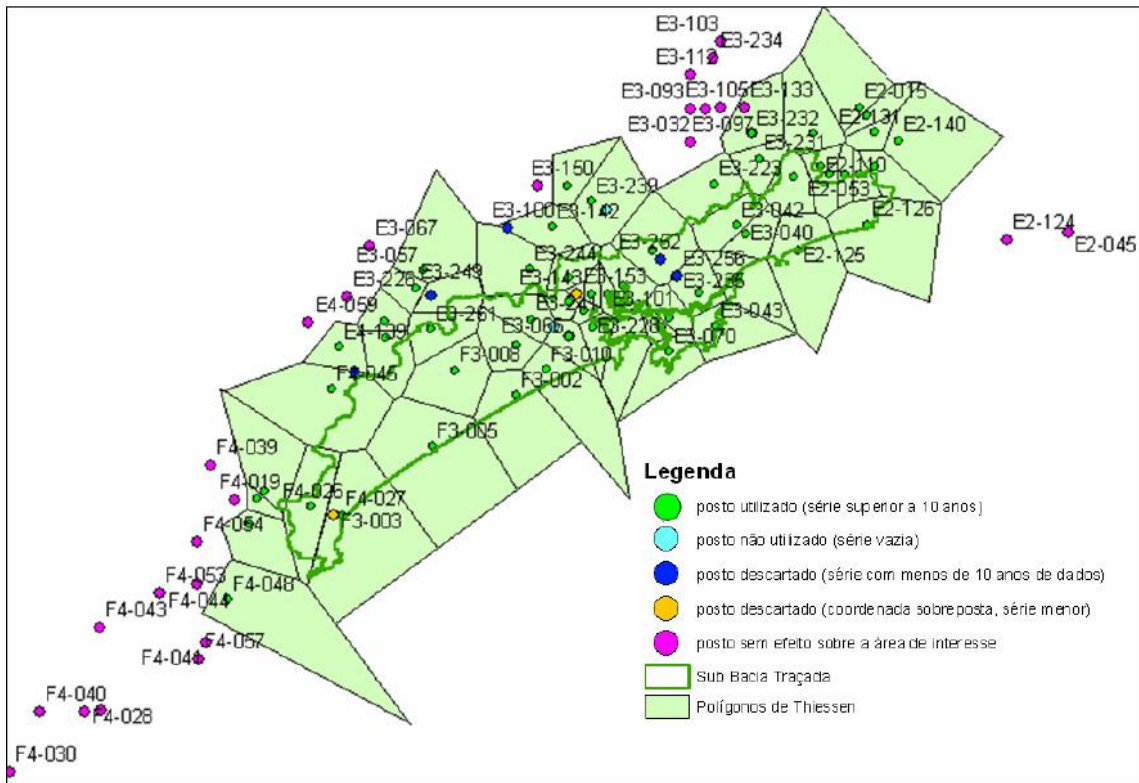 E3-103
E3-234
E3-112
E3-093
E3-105
E3-133
E2-015
E3-032
E3-097
E3-232
E2-131
E2-140
E3-231
E3-150
E3-223
E2-110
E3-239
E2-053
E3-100
E3-142
E3-042
E2-126
E2-124
E3-067
E3-040
E2-045
E3-057
E3-244
E3-252
E2-125
E3-249
E3-256
E3-226
E3-143
E3-153
E3-255
E4-059
E3-241
E3-101
E3-043
E3-261
E3-066
E3-228
E4-139
E3-070
F3-008
F3-010
F4-045
F3-002
F4-039
F3-005
F4-019
F4-026
F4-027
F4-054
F3-003
F4-053
F4-048
F4-044
F4-043
F4-057
F4-040
F4-028
F4-030
Legenda
posto utilizado (série superior a 10 anos)
posto não utilizado (série vazia)
posto descartado (série com menos de 10 anos de dados)
posto descartado (coordenada sobreposta, série menor)
posto sem efeito sobre a área de interesse
Sub Bacia Traçada
Polígonos de Thiessen